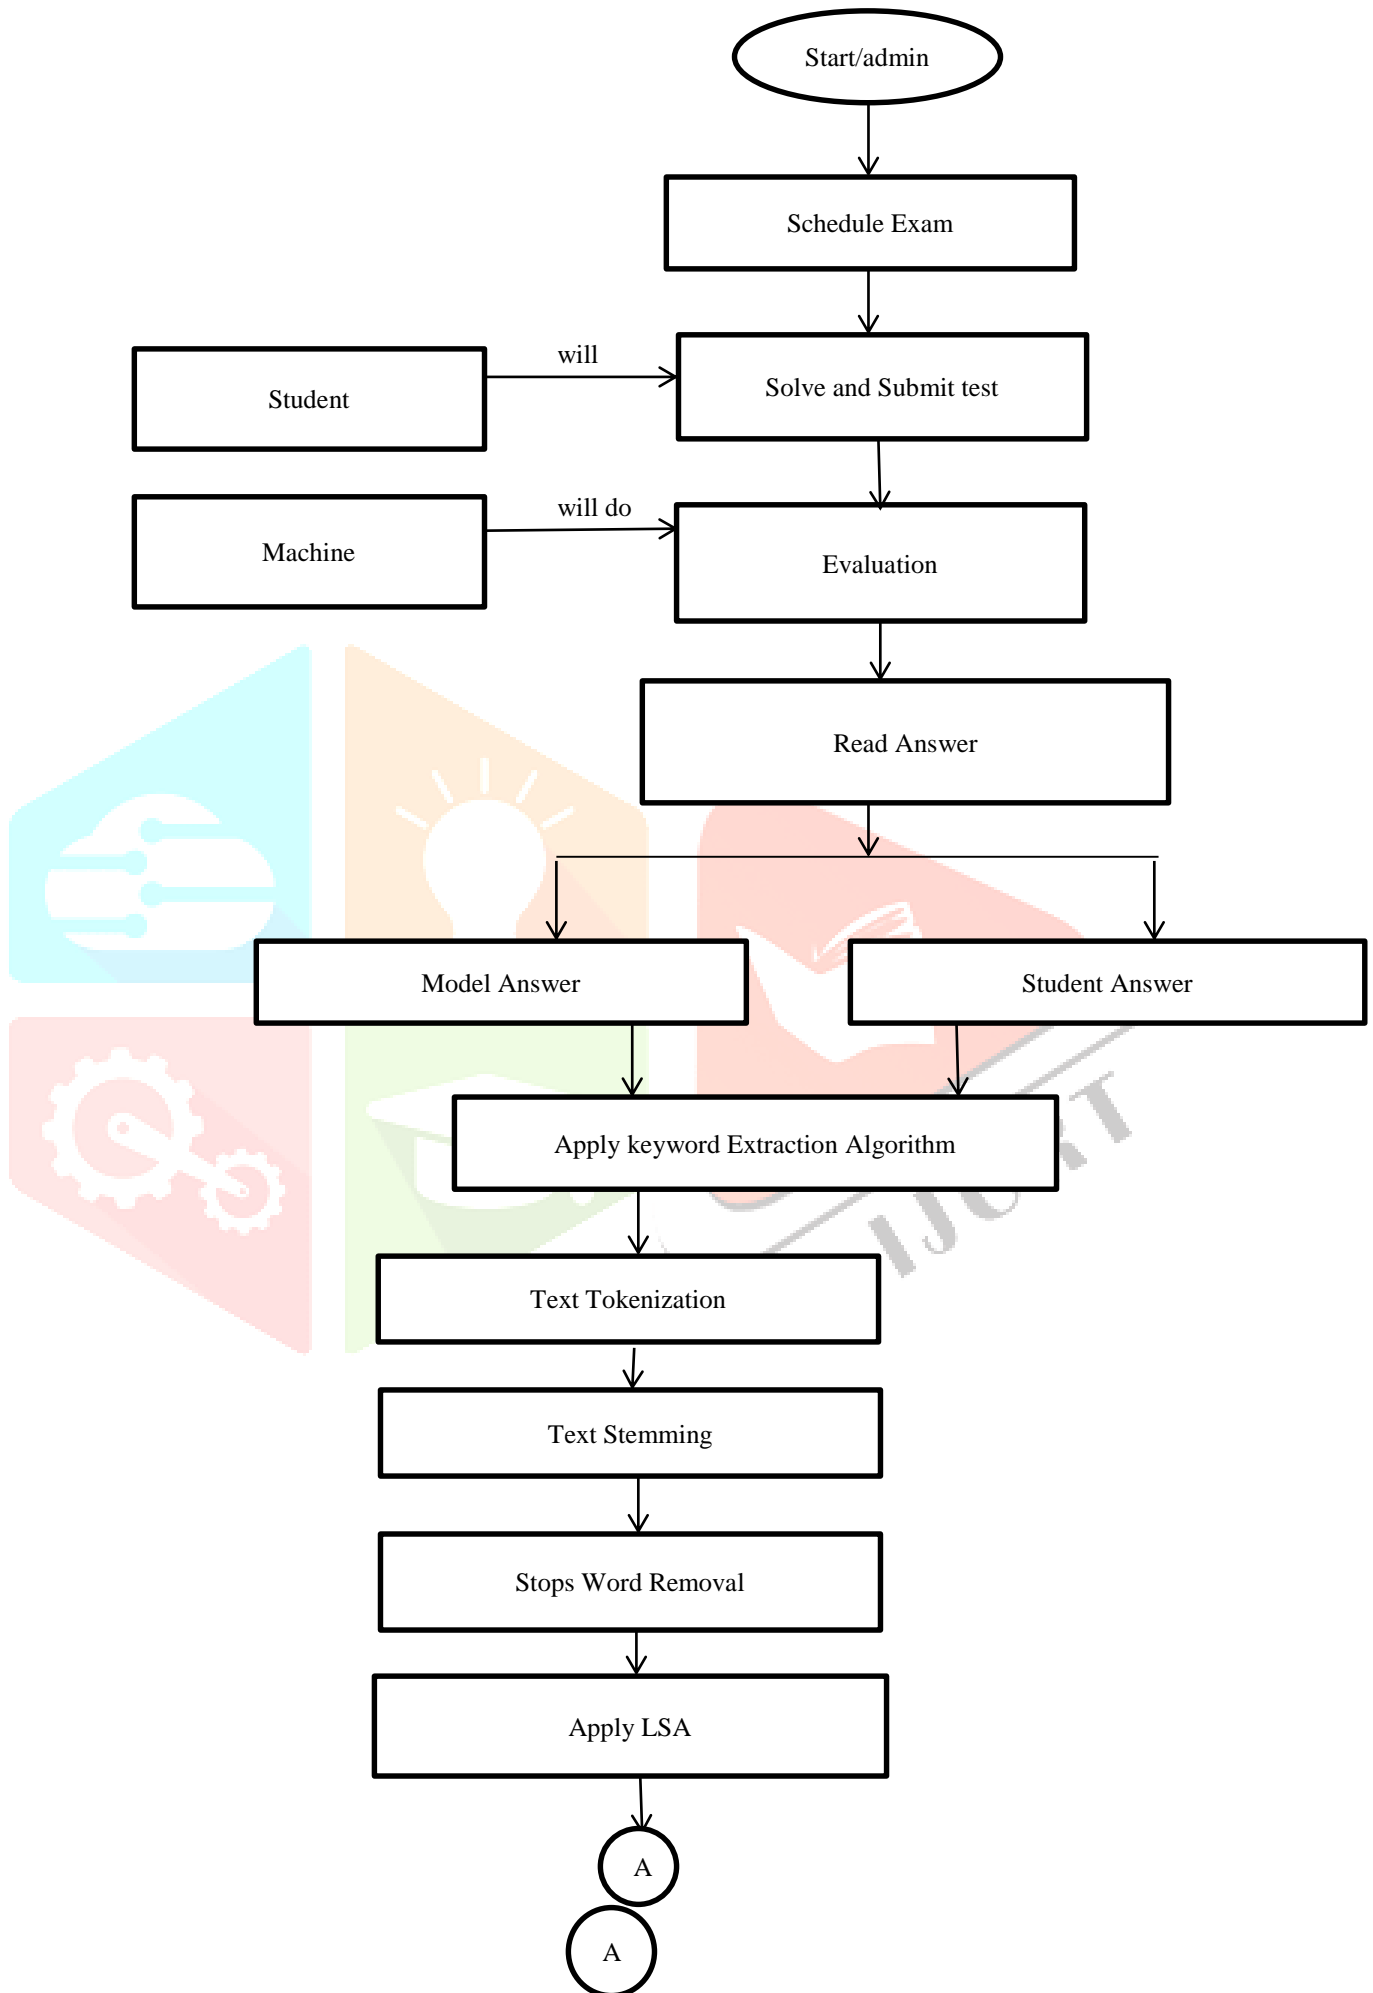 Start/admin
Schedule Exam
will
Student
Solve and Submit test
will do
Machine
Evaluation
Read Answer
Model Answer
Student Answer
Apply keyword Extraction Algorithm
Text Tokenization
Text Stemming
Stops Word Removal
Apply LSA
A
A